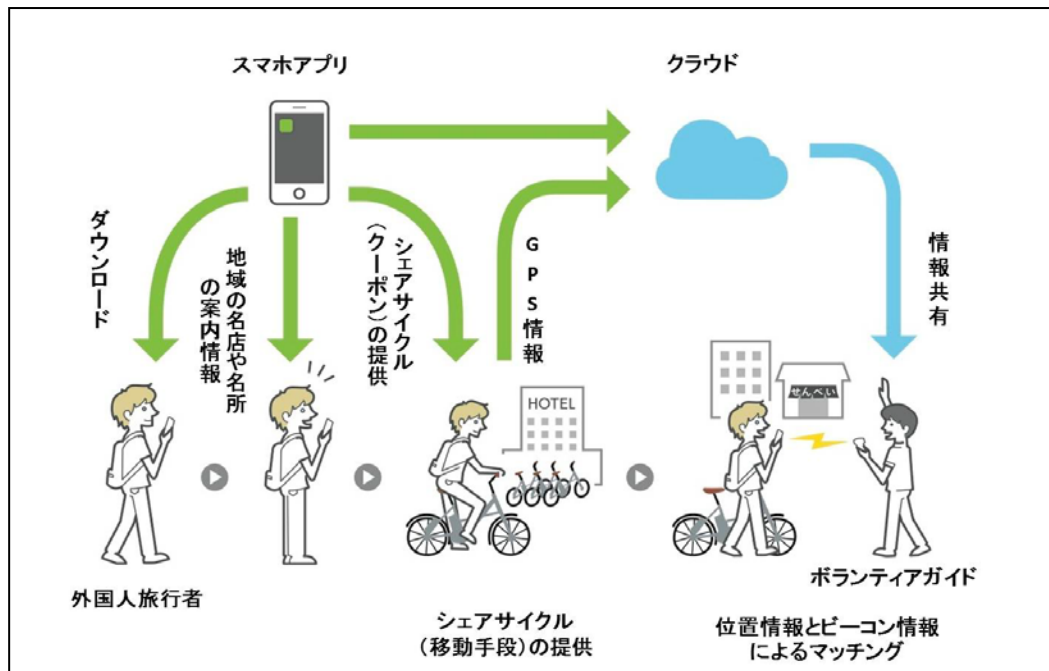 スマホアプリ
クラウド
ダウンロード
地域の名店や名所
の案内情報
シェアサイクル
（クーポン）の提供
GPS情報
情報共有
HOTEL
せんべい
外国人旅行者
シェアサイクル
（移動手段）の提供
ボランティアガイド
位置情報とビーコン情報
によるマッチング